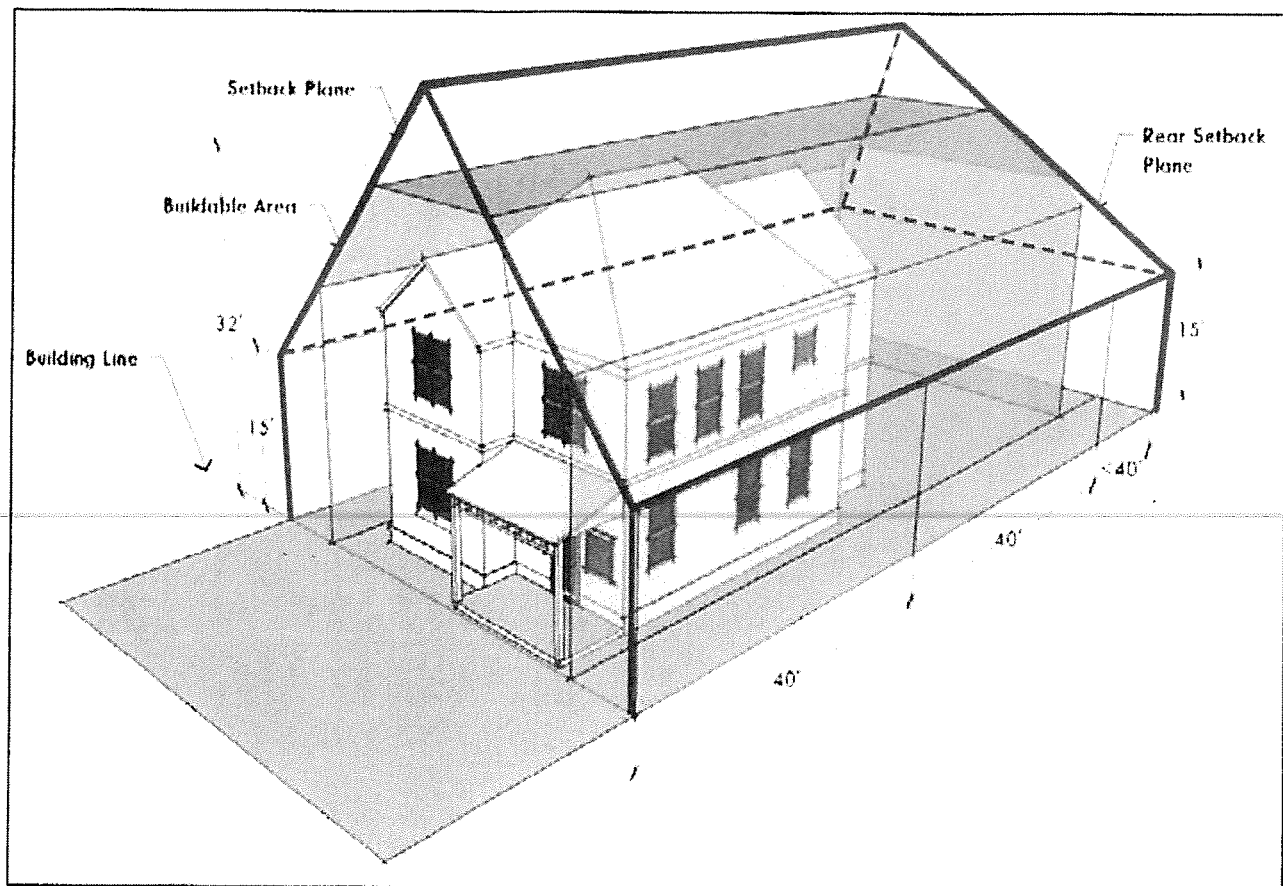 Setback Plane
Rear Setback
Plane
Buildable Area
32'
15'
Building Line
15'
<40'
40'
40'